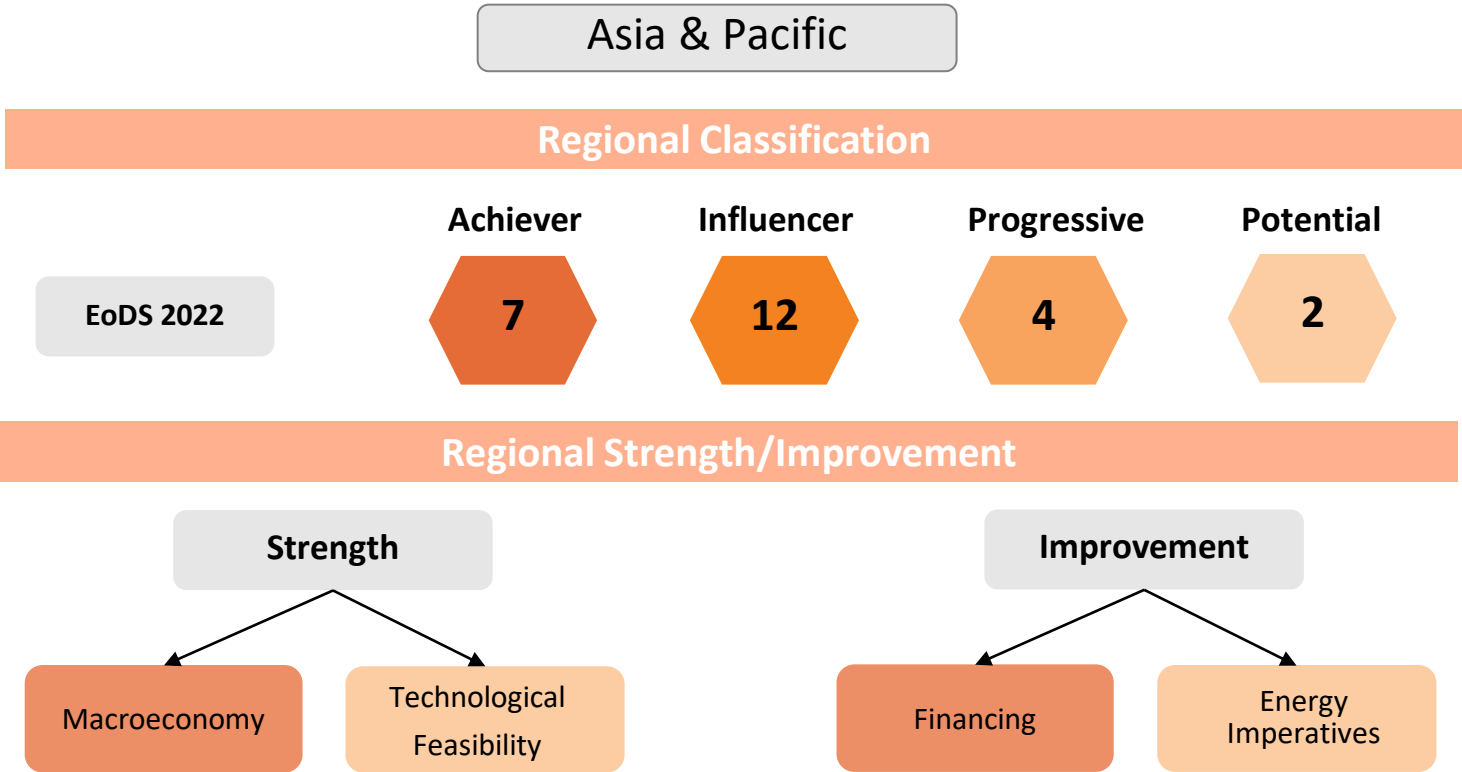 Asia & Pacific
Regional Classification
Achiever
Influencer
Progressive
Potential
EoDS 2022
7
12
4
2
Regional Strength/Improvement
Strength
Improvement
Macroeconomy
Technological
Feasibility
Financing
Energy
Imperatives